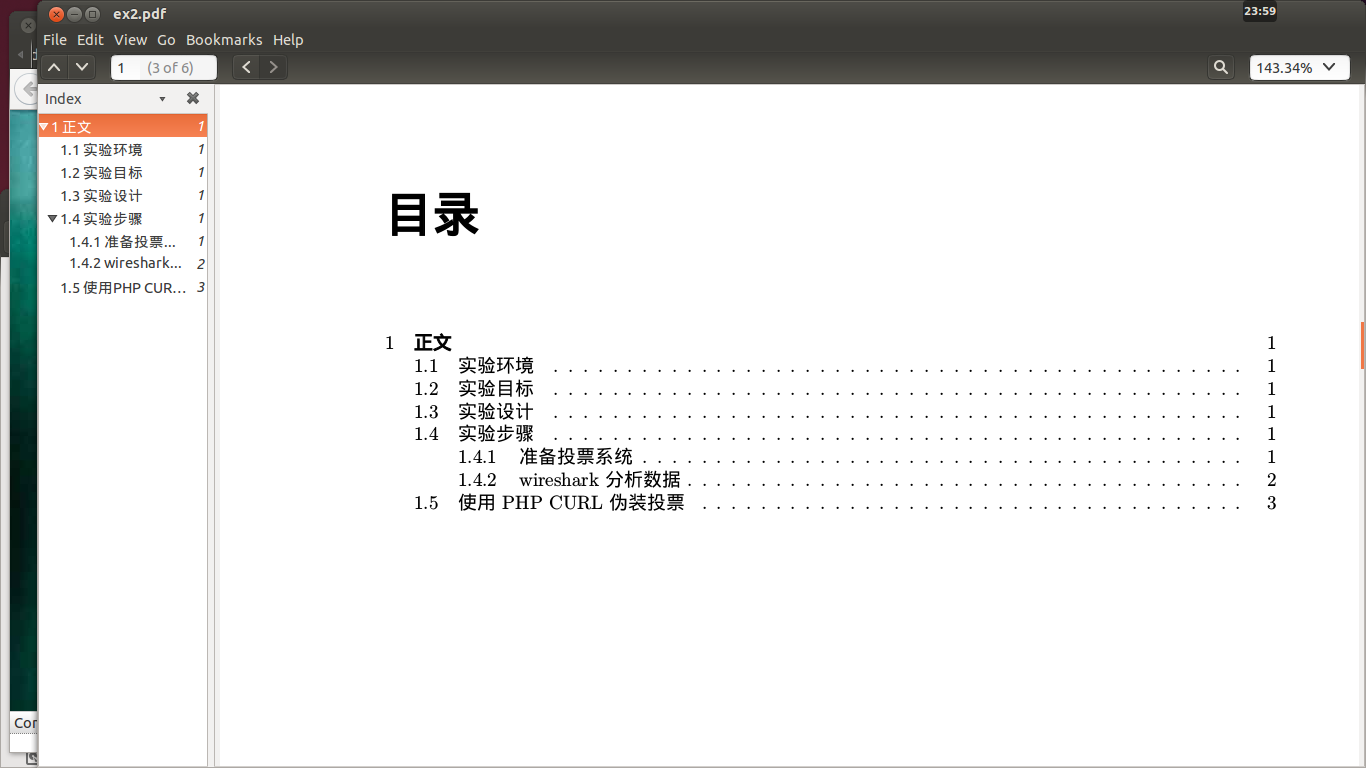 ex2.pdf
23:59
File Edit View Go Bookmarks Help
1 (3 of 6) 143.34%
Index
1 正文 1
1.1 实验环境 1
1.2 实验目标 1
1.3 实验设计 1
1.4 实验步骤 1
1.4.1 准备投票... 1
1.4.2 wireshark... 2
1.5 使用PHP CUR... 3
目录
1 正文 1
1.1 实验环境 . . . . . . . . . . . . . . . . . . . . . . . . . . . . . . . . . . . . . . . . . . . . . . . 1
1.2 实验目标 . . . . . . . . . . . . . . . . . . . . . . . . . . . . . . . . . . . . . . . . . . . . . . . 1
1.3 实验设计 . . . . . . . . . . . . . . . . . . . . . . . . . . . . . . . . . . . . . . . . . . . . . . . 1
1.4 实验步骤 . . . . . . . . . . . . . . . . . . . . . . . . . . . . . . . . . . . . . . . . . . . . . . . 1
1.4.1 准备投票系统 . . . . . . . . . . . . . . . . . . . . . . . . . . . . . . . . . . . . . . . . . 1
1.4.2 wireshark 分析数据 . . . . . . . . . . . . . . . . . . . . . . . . . . . . . . . . . . . . . . 2
1.5 使用 PHP CURL 伪装投票 . . . . . . . . . . . . . . . . . . . . . . . . . . . . . . . . . . . . . 3